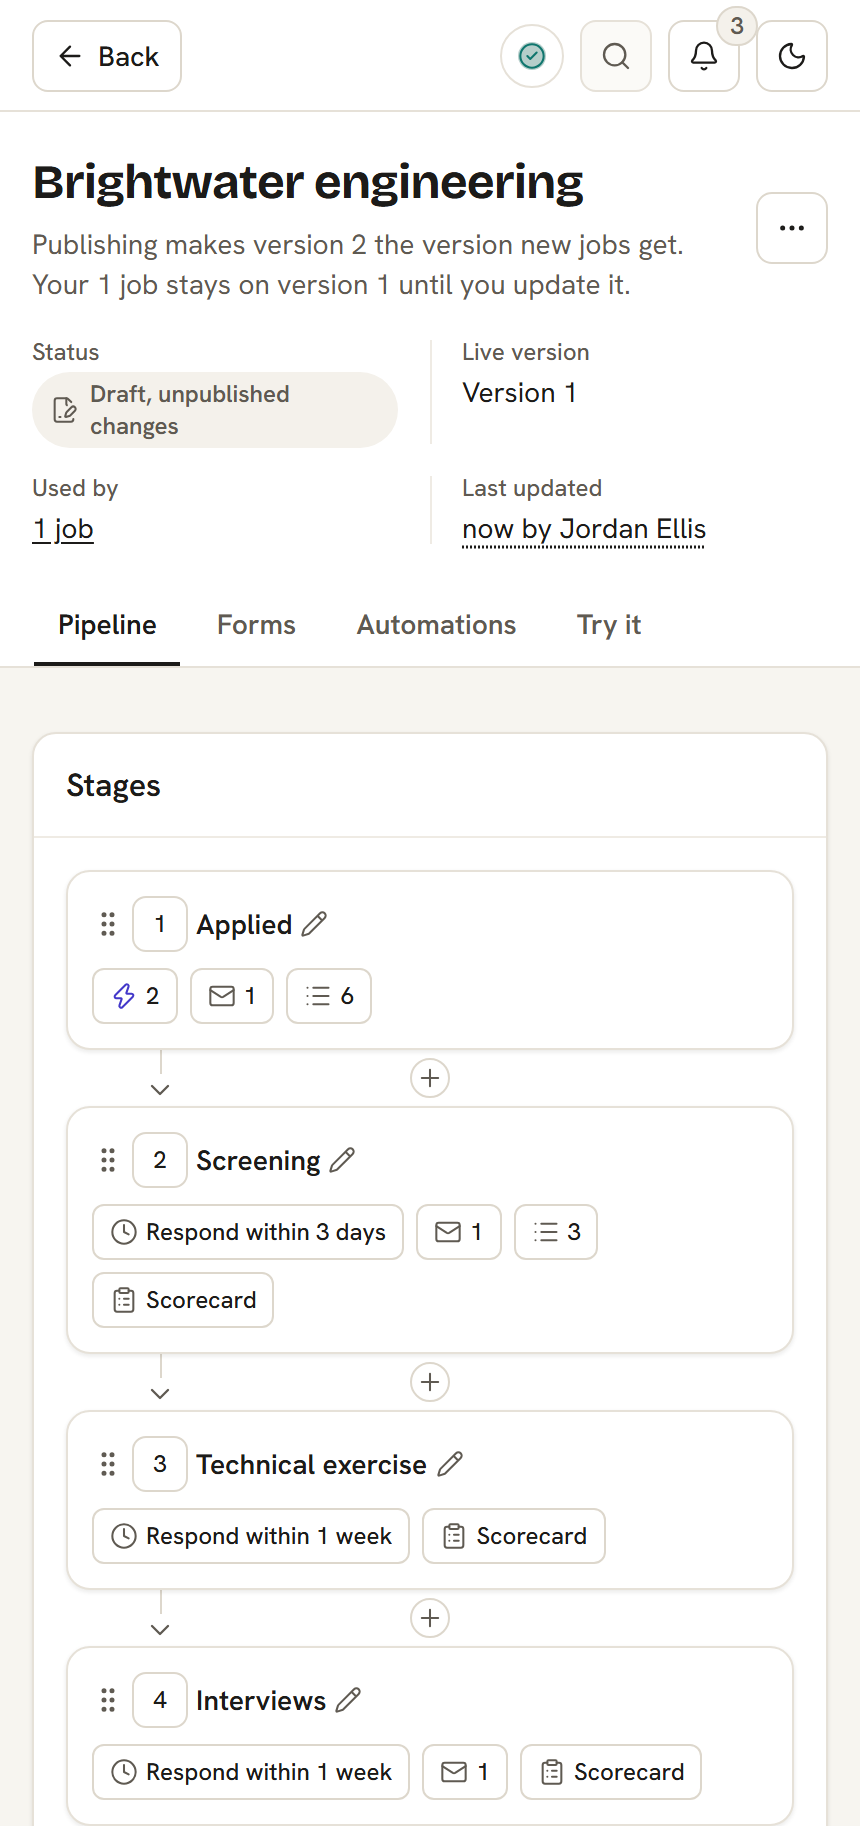 Back
3
Brightwater engineering
Publishing makes version 2 the version new jobs get.
Your 1 job stays on version 1 until you update it.
Status
Draft, unpublished
changes
Live version
Version 1
Used by
1 job
Last updated
now by Jordan Ellis
Pipeline Forms Automations Try it
Stages
1 Applied
2 1 6
2 Screening
Respond within 3 days 1 3
Scorecard
3 Technical exercise
Respond within 1 week Scorecard
4 Interviews
Respond within 1 week 1 Scorecard